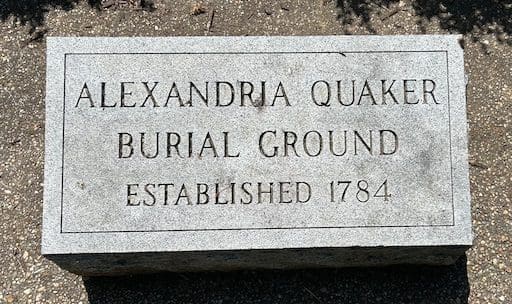 ALEXANDRIA QUAKER
BURIAL GROUND
ESTABLISHED 1784